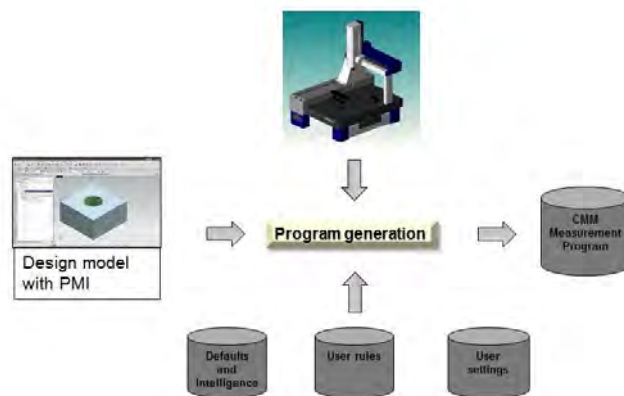 Program generation
CMM
Measurement
Program
Design model
with PMI
Defaults
and
Intelligence
User rules
User
settings